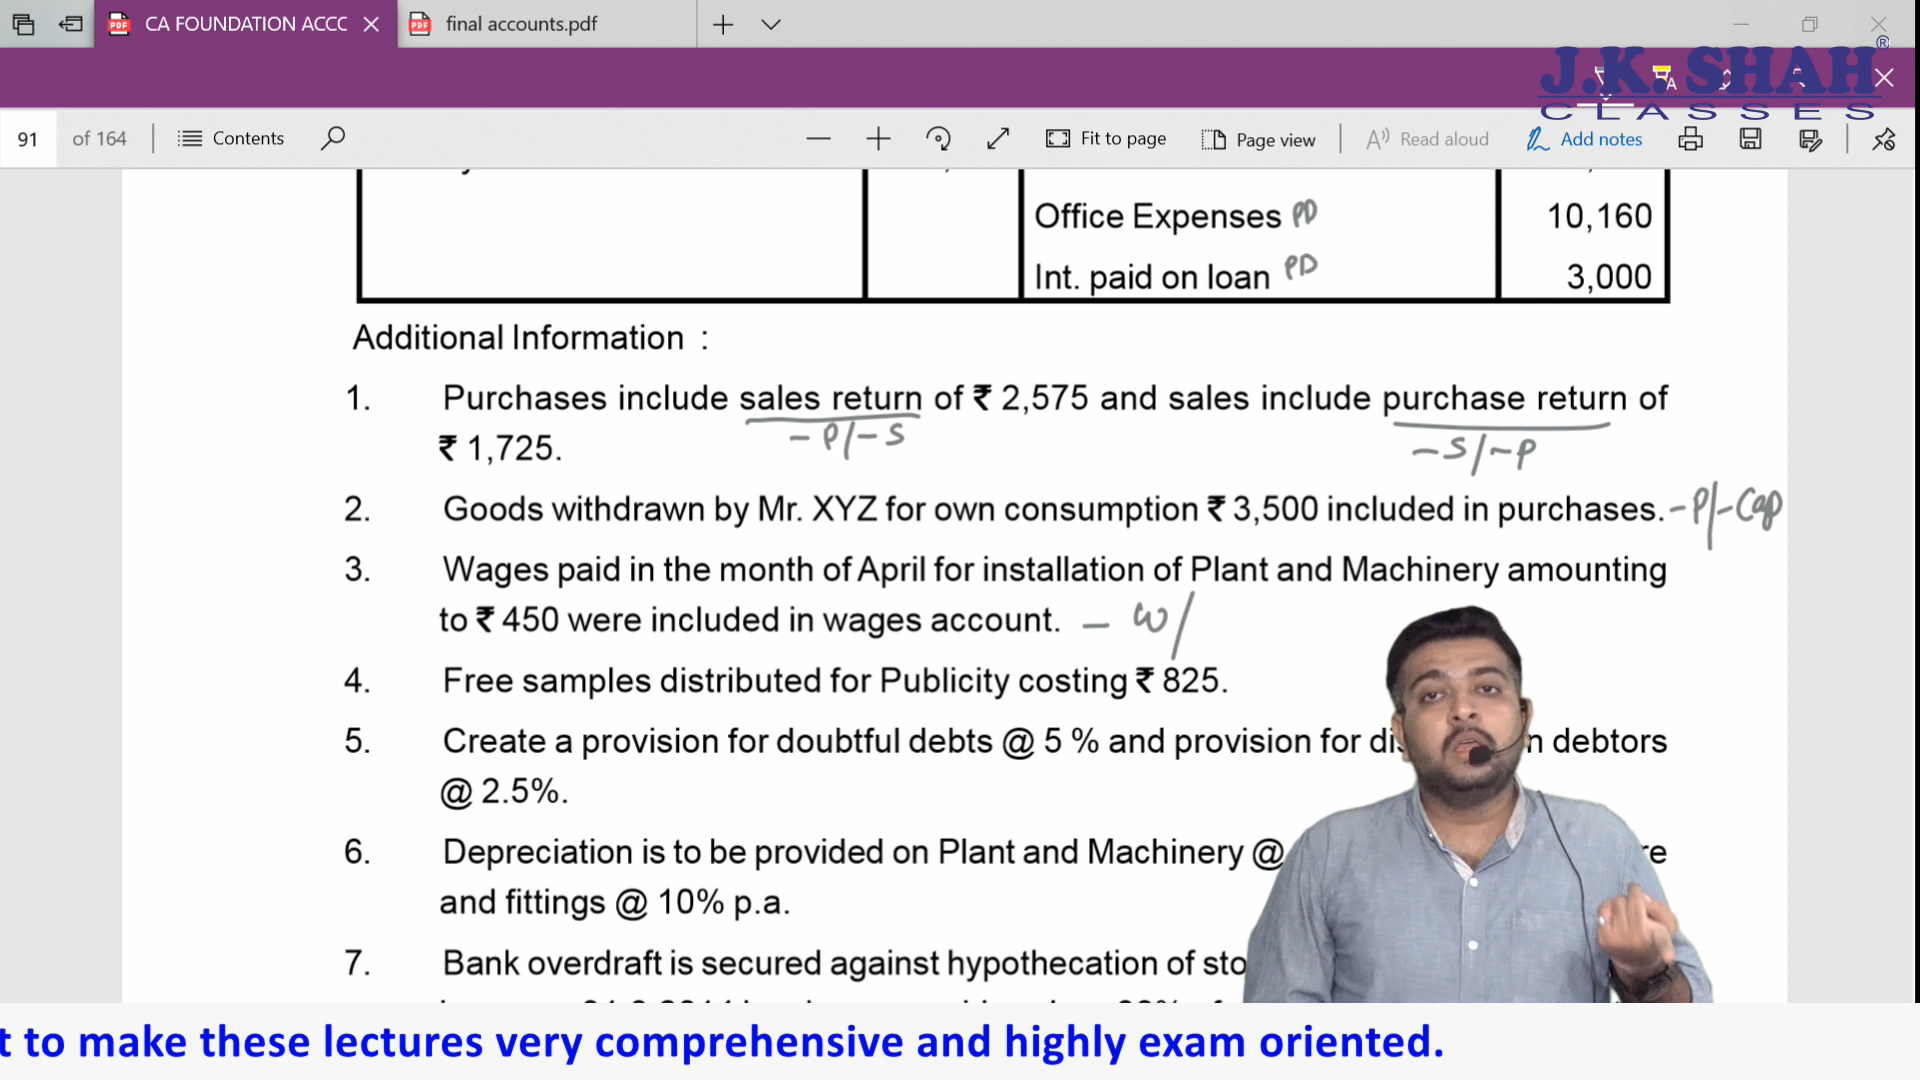 CA FOUNDATION ACCC
final accounts.pdf
J.K. SHAH ®
CLASSES
91 of 164
Contents
Fit to page
Page view
Read aloud
Add notes
Office Expenses PD 10,160
Int. paid on loan PD 3,000
Additional Information :
1. Purchases include sales return of ₹ 2,575 and sales include purchase return of
₹ 1,725.
- P/- S
- S/- P
2. Goods withdrawn by Mr. XYZ for own consumption ₹ 3,500 included in purchases. - P/- Cap
3. Wages paid in the month of April for installation of Plant and Machinery amounting
to ₹ 450 were included in wages account. - W/
4. Free samples distributed for Publicity costing ₹ 825.
5. Create a provision for doubtful debts @ 5 % and provision for di n debtors
@ 2.5%.
6. Depreciation is to be provided on Plant and Machinery @ re
and fittings @ 10% p.a.
7. Bank overdraft is secured against hypothecation of sto
t to make these lectures very comprehensive and highly exam oriented.